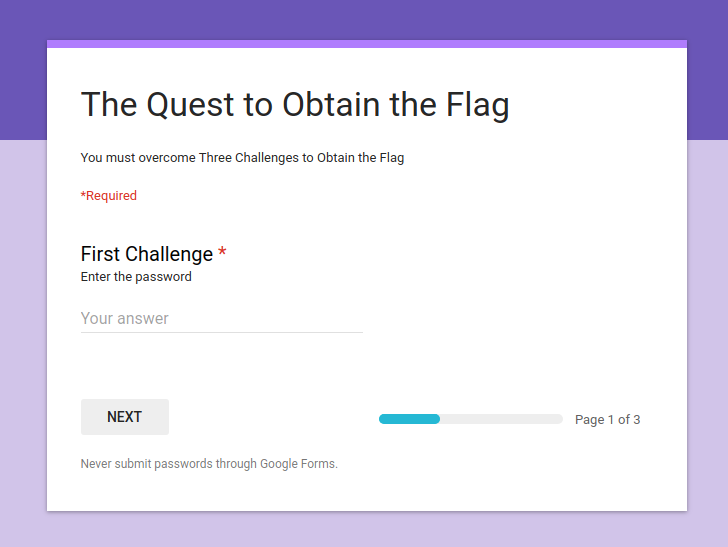 The Quest to Obtain the Flag
You must overcome Three Challenges to Obtain the Flag
*Required
First Challenge *
Enter the password
Your answer
NEXT
Page 1 of 3
Never submit passwords through Google Forms.